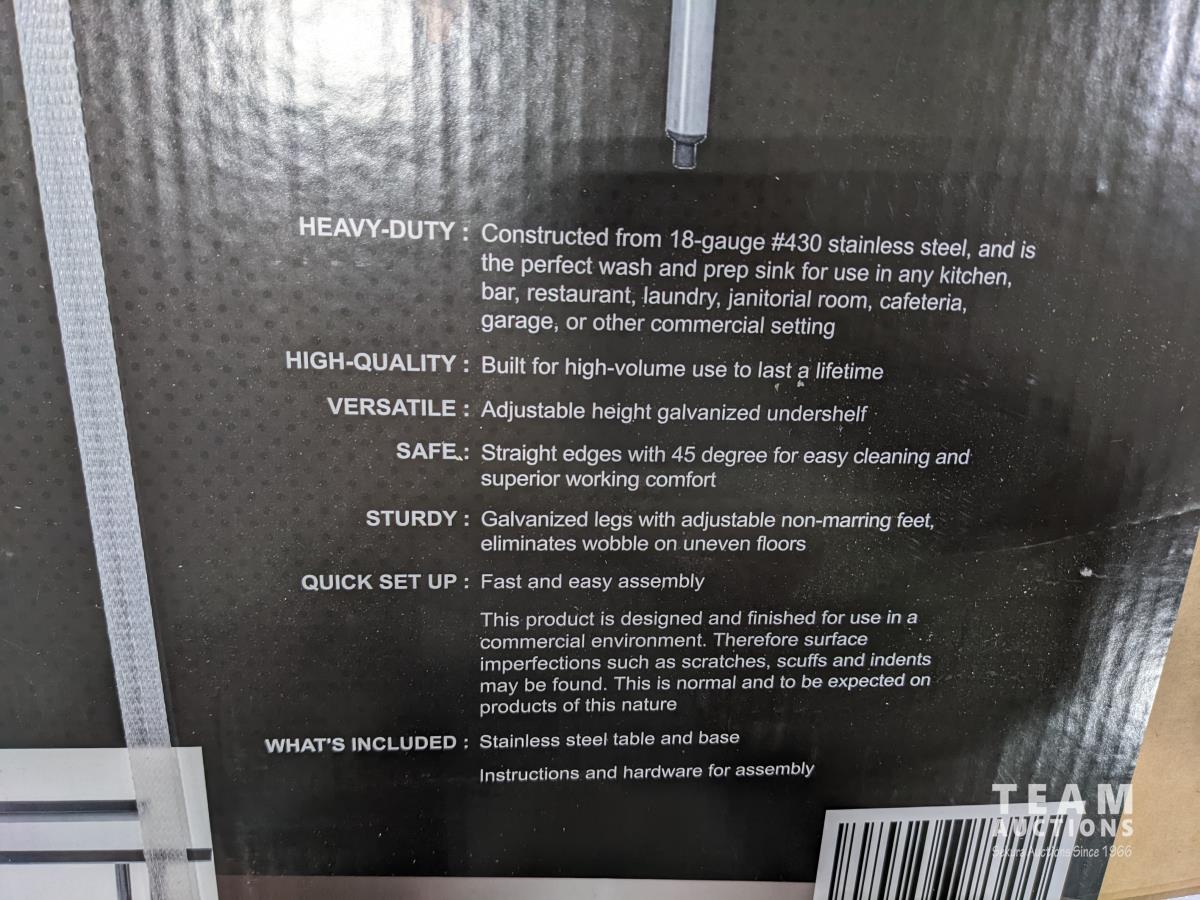 HEAVY-DUTY : Constructed from 18-gauge #430 stainless steel, and is
the perfect wash and prep sink for use in any kitchen,
bar, restaurant, laundry, janitorial room, cafeteria,
garage, or other commercial setting
HIGH-QUALITY : Built for high-volume use to last a lifetime
VERSATILE : Adjustable height galvanized undershelf
SAFE : Straight edges with 45 degree for easy cleaning and
superior working comfort
STURDY : Galvanized legs with adjustable non-marring feet,
eliminates wobble on uneven floors
QUICK SET UP : Fast and easy assembly
This product is designed and finished for use in a
commercial environment. Therefore surface
imperfections such as scratches, scuffs and indents
may be found. This is normal and to be expected on
products of this nature
WHAT'S INCLUDED : Stainless steel table and base
Instructions and hardware for assembly
TEAM
AUCTIONS
Sekura Auctions Since 1966